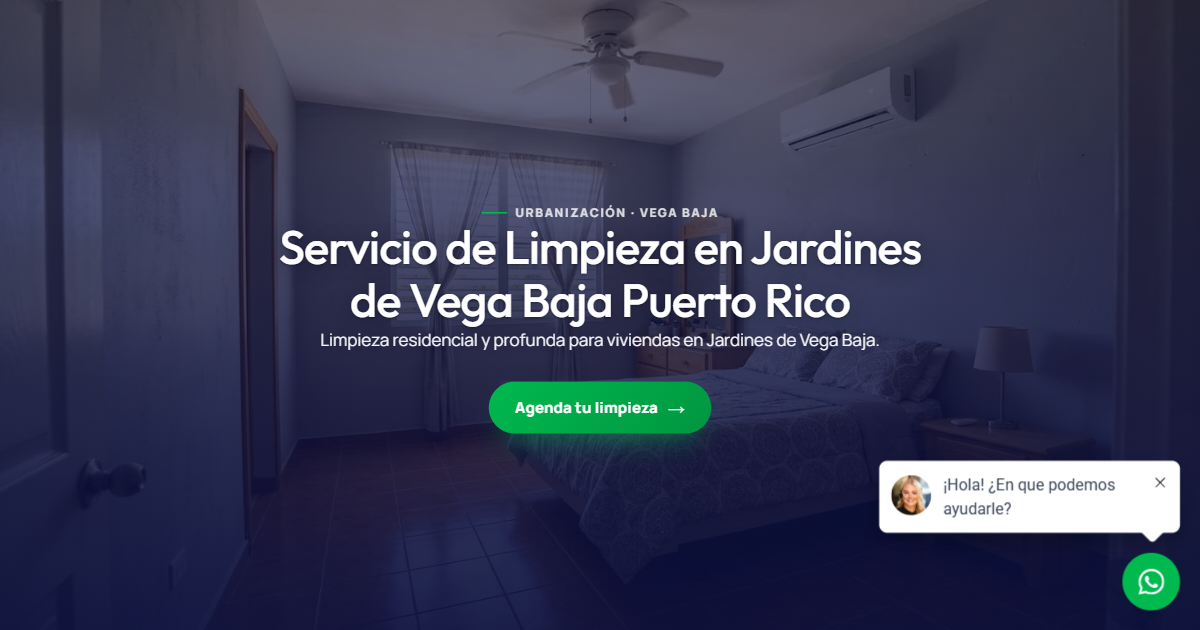 URBANIZACIÓN · VEGA BAJA
Servicio de Limpieza en Jardines
de Vega Baja Puerto Rico
Limpieza residencial y profunda para viviendas en Jardines de Vega Baja.
Agenda tu limpieza →
¡Hola! ¿En que podemos
ayudarle?